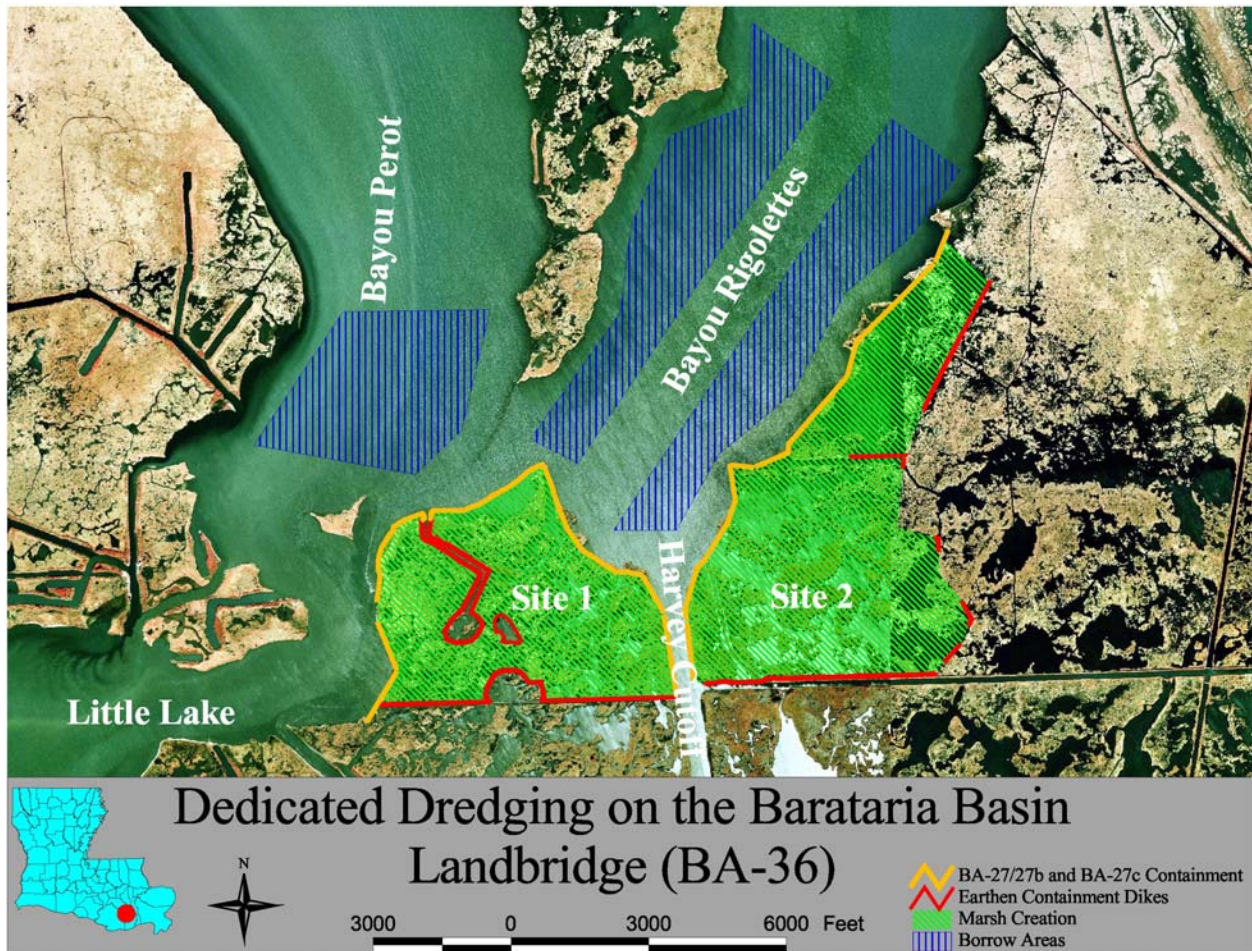 Bayou Perot
Bayou Rigolettes
Harvey Cutoff
Site 1
Site 2
Little Lake
Dedicated Dredging on the Barataria Basin
Landbridge (BA-36)
N
3000 0 3000 6000 Feet
BA-27/27b and BA-27c Containment
Earthen Containment Dikes
Marsh Creation
Borrow Areas